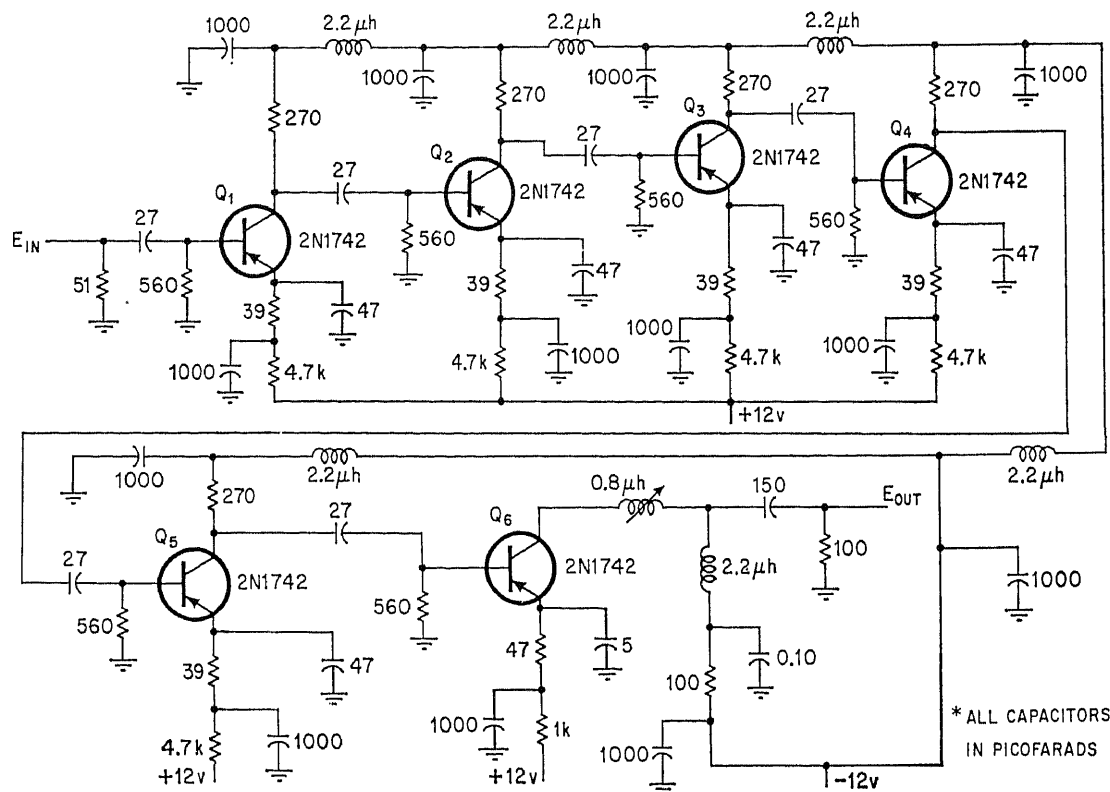 1000
2.2μh
2.2μh
2.2μh
1000
1000
1000
270
270
270
270
Q1
Q2
Q3
Q4
2N1742
2N1742
2N1742
2N1742
EIN
27
27
27
27
51
560
560
560
560
47
47
47
47
39
39
39
39
1000
1000
1000
1000
4.7k
4.7k
4.7k
4.7k
+12v
1000
2.2μh
2.2μh
270
27
27
Q5
2N1742
560
560
47
39
1000
4.7k
+12v
Q6
2N1742
0.8μh
150
EOUT
100
2.2μh
1000
5
47
0.10
100
1000
1k
1000
+12v
-12v
* ALL CAPACITORS
IN PICOFARADS